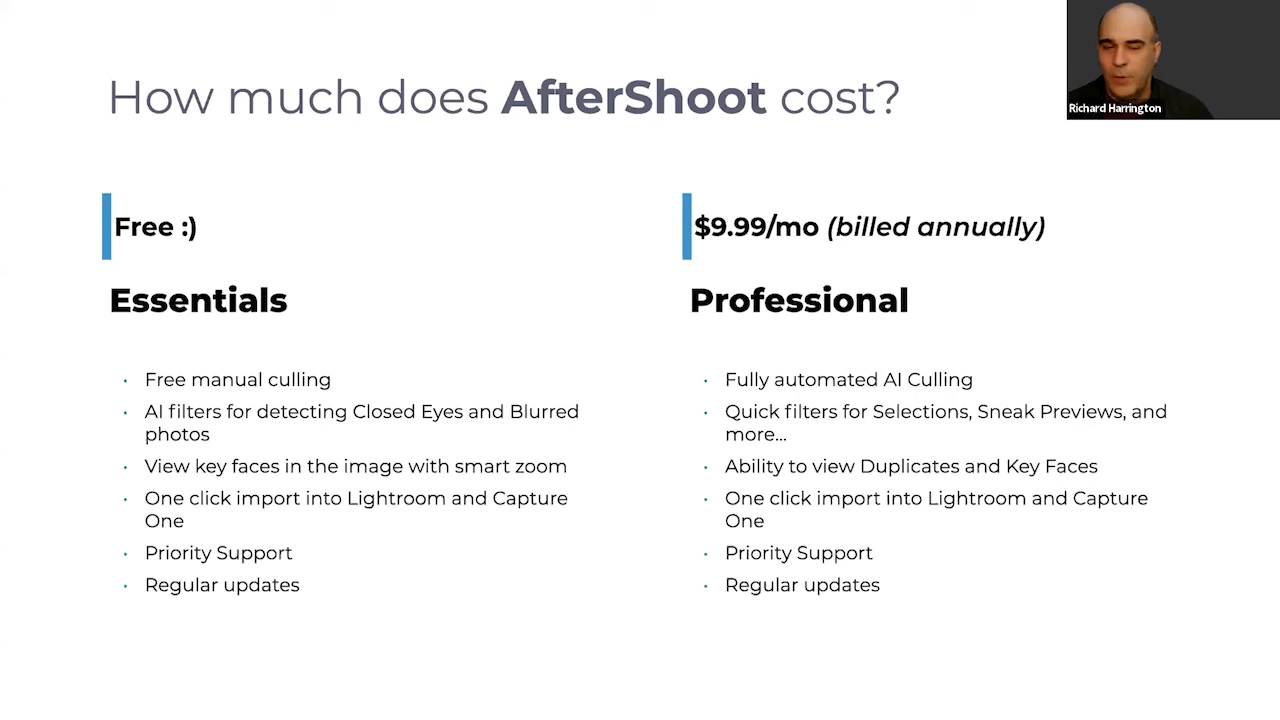 How much does AfterShoot cost?
Richard Harrington
Free :)
Essentials
• Free manual culling
• AI filters for detecting Closed Eyes and Blurred
photos
• View key faces in the image with smart zoom
• One click import into Lightroom and Capture
One
• Priority Support
• Regular updates
$9.99/mo (billed annually)
Professional
• Fully automated AI Culling
• Quick filters for Selections, Sneak Previews, and
more...
• Ability to view Duplicates and Key Faces
• One click import into Lightroom and Capture
One
• Priority Support
• Regular updates